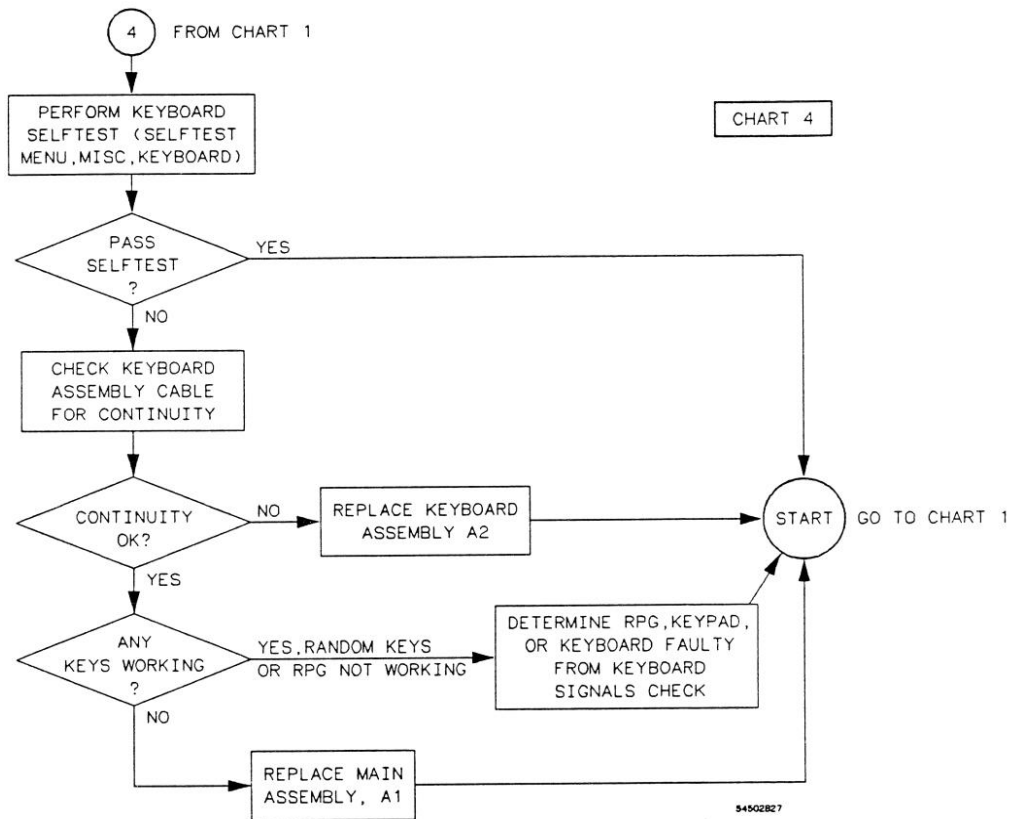 4 FROM CHART 1
PERFORM KEYBOARD
SELFTEST (SELFTEST
MENU,MISC,KEYBOARD)
CHART 4
PASS
SELFTEST
?
YES
NO
CHECK KEYBOARD
ASSEMBLY CABLE
FOR CONTINUITY
CONTINUITY
OK?
NO
REPLACE KEYBOARD
ASSEMBLY A2
START GO TO CHART 1
YES
ANY
KEYS WORKING
?
YES,RANDOM KEYS
OR RPG NOT WORKING
DETERMINE RPG,KEYPAD,
OR KEYBOARD FAULTY
FROM KEYBOARD
SIGNALS CHECK
NO
REPLACE MAIN
ASSEMBLY, A1
54502B27